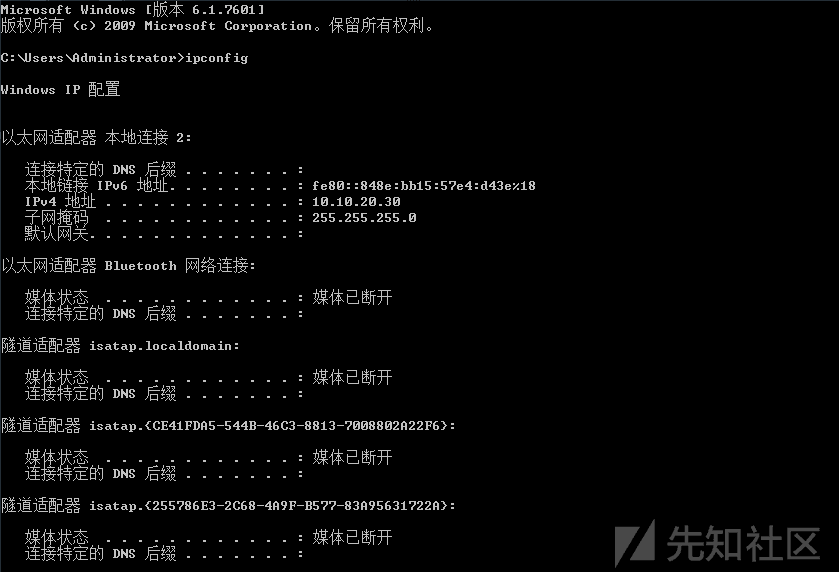 Microsoft Windows [版本 6.1.7601]
版权所有 (c) 2009 Microsoft Corporation。保留所有权利。
C:\Users\Administrator>ipconfig
Windows IP 配置
以太网适配器 本地连接 2:
连接特定的 DNS 后缀 . . . . . . . :
本地链接 IPv6 地址. . . . . . . . : fe80::848e:bb15:57e4:d43e%18
IPv4 地址 . . . . . . . . . . . . : 10.10.20.30
子网掩码  . . . . . . . . . . . . : 255.255.255.0
默认网关. . . . . . . . . . . . . :
以太网适配器 Bluetooth 网络连接:
媒体状态  . . . . . . . . . . . . : 媒体已断开
连接特定的 DNS 后缀 . . . . . . . :
隧道适配器 isatap.localdomain:
媒体状态  . . . . . . . . . . . . : 媒体已断开
连接特定的 DNS 后缀 . . . . . . . :
隧道适配器 isatap.{CE41FDA5-544B-46C3-8813-7008802A22F6}:
媒体状态  . . . . . . . . . . . . : 媒体已断开
连接特定的 DNS 后缀 . . . . . . . :
隧道适配器 isatap.{255786E3-2C68-4A9F-B577-83A95631722A}:
媒体状态  . . . . . . . . . . . . : 媒体已断开
连接特定的 DNS 后缀 . . . . . . . :
先知社区